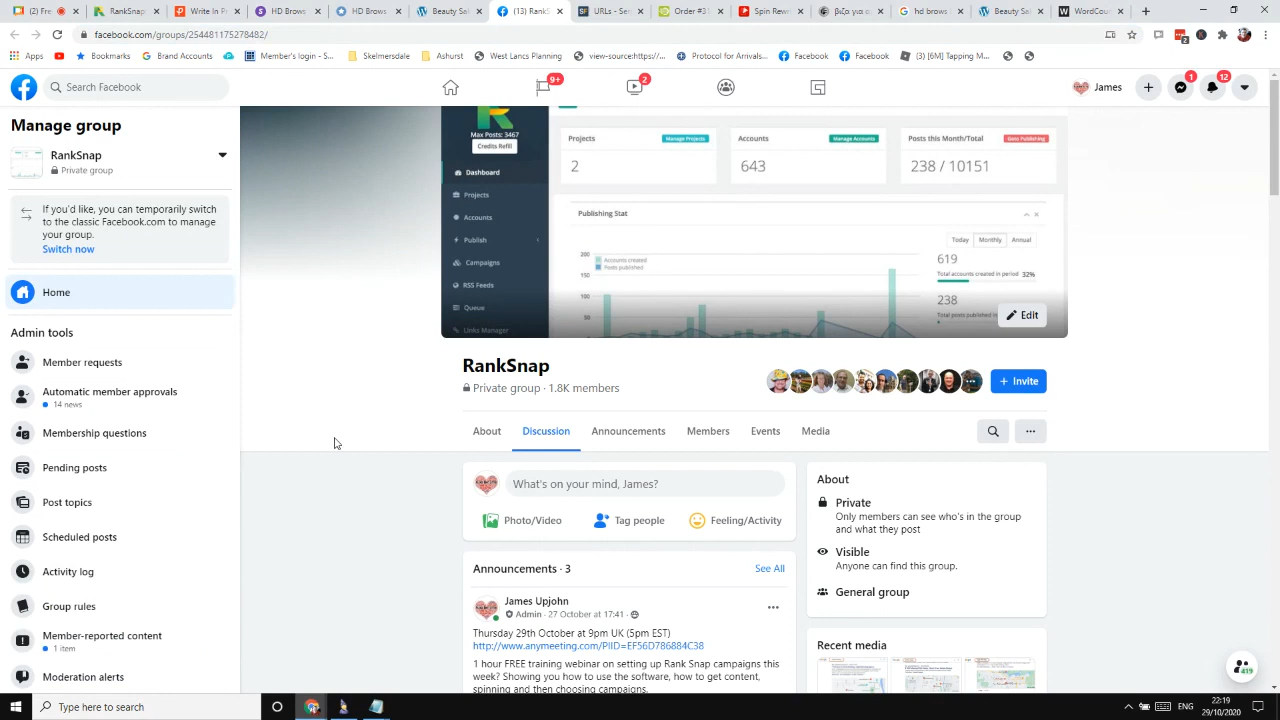 RankSnap
Write In P
HD Brows
HD Brows
Beauty Sal
(13) Rank
URLs - Ser
Order #31
Spin Rewr
Dip you e
hd brows
Beauty Sal
WordCou
facebook.com/groups/254481175278482/
Apps
Bookmarks
Brand Accounts
Member's login - S...
Skelmersdale
Ashurst
West Lancs Planning
view-source:https:/...
Protocol for Arrivals...
Facebook
Facebook
[3] (6M) Tapping M...
2
Search Facebook
9+
2
James
1
12
Manage group
RankSnap
Private group
If you'd like, you can temporarily switch
to the classic Facebook.com to manage
your group.
Switch now
Home
Admin tools
Member requests
Automatic member approvals
14 news
Membership questions
Pending posts
Post topics
Scheduled posts
Activity log
Group rules
Member-reported content
1 item
Moderation alerts
Max Posts: 3467
Credits Refill
Dashboard
Projects
Accounts
Publish
Campaigns
RSS Feeds
Queue
Links Manager
Projects
Manage Projects
2
Accounts
Manage Accounts
643
Posts this Month/Total
Goto Publishing
238 / 10151
Publishing Stat
Today
Monthly
Annual
Accounts created
Posts published
200
150
100
50
619
Total accounts created in period 32%
238
Total posts published in
Edit
RankSnap
Private group · 1.8K members
+ Invite
About
Discussion
Announcements
Members
Events
Media
What's on your mind, James?
Photo/Video
Tag people
Feeling/Activity
Announcements · 3
See All
James Upjohn
Admin · 27 October at 17:41 ·
Thursday 29th October at 9pm UK (5pm EST)
http://www.anymeeting.com/PIID=EF56D786884C38
1 hour FREE training webinar on setting up Rank Snap campaigns this
week? Showing you how to use the software, how to get content,
spinning and then choosing campaigns.
About
Private
Only members can see who's in the group
and what they post
Visible
Anyone can find this group.
General group
Recent media
Type here to search
ENG
22:19
29/10/2020